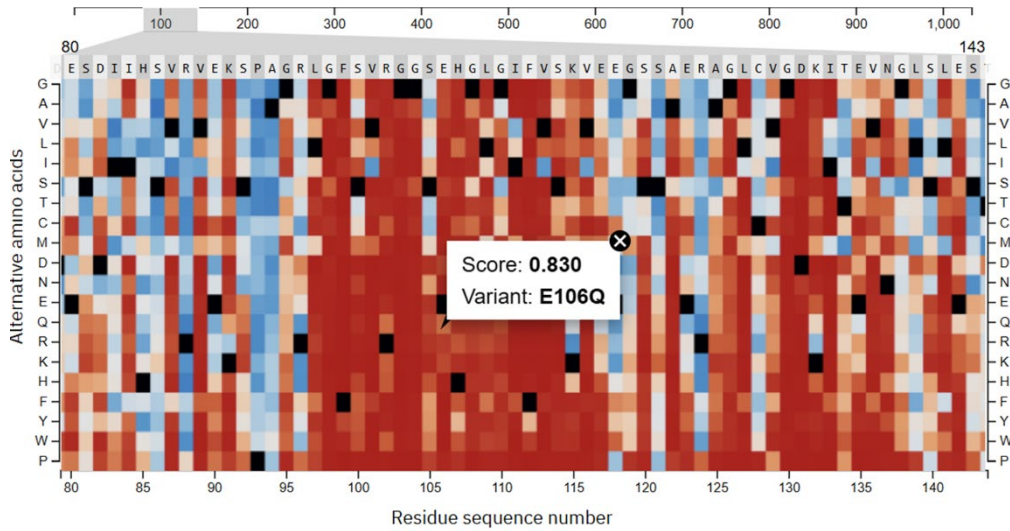 100 200 300 400 500 600 700 800 900 1,000
80 143
D E S D I I H S V R V E K S P A G R L G F S V R G G S E H G L G I F V S K V E E G S S A E R A G L C V G D K I T E V N G L S L E S T
Alternative amino acids
G G
A A
V V
L L
I I
S S
T T
C C
M M
D D
N N
E E
Q Q
R R
K K
H H
F F
Y Y
W W
P P
Score: 0.830
Variant: E106Q
80 85 90 95 100 105 110 115 120 125 130 135 140
Residue sequence number